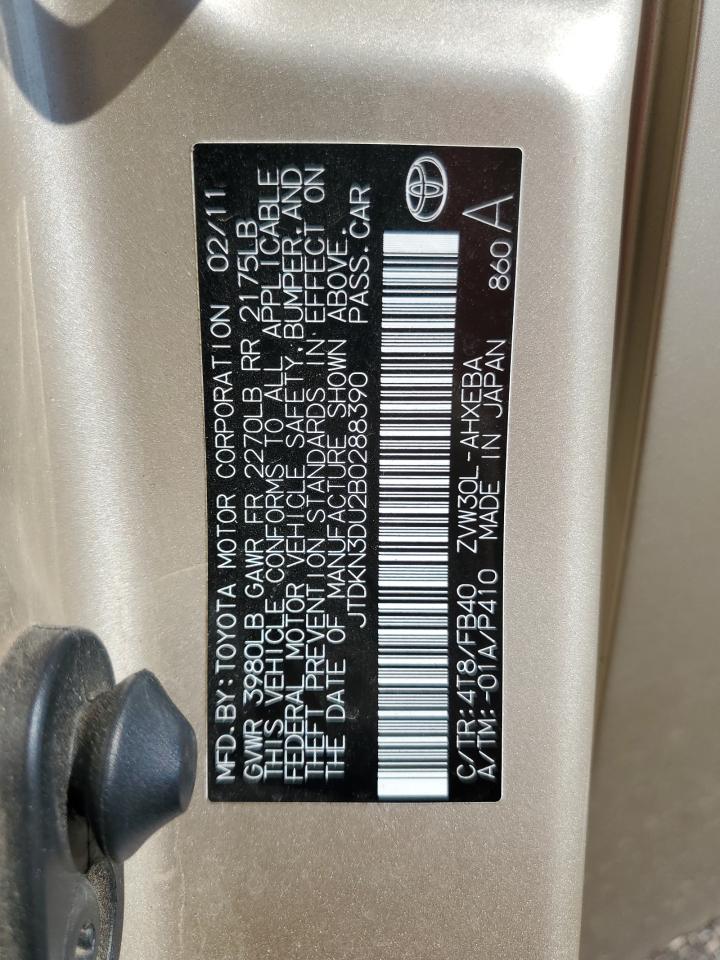 MFD.BY:TOYOTA MOTOR CORPORATION 02/11
GVWR 3980LB GAWR FR 2270LB RR 2175LB
THIS VEHICLE CONFORMS TO ALL APPLICABLE
FEDERAL MOTOR VEHICLE SAFETY,BUMPER,AND
THEFT PREVENTION STANDARDS IN EFFECT ON
THE DATE OF MANUFACTURE SHOWN ABOVE.
JTDKN3DU2B0288390 PASS.CAR
C/TR:4T8/FB40 ZVW30L-AHXEBA 860 A
A/TM:-01A/P410 MADE IN JAPAN